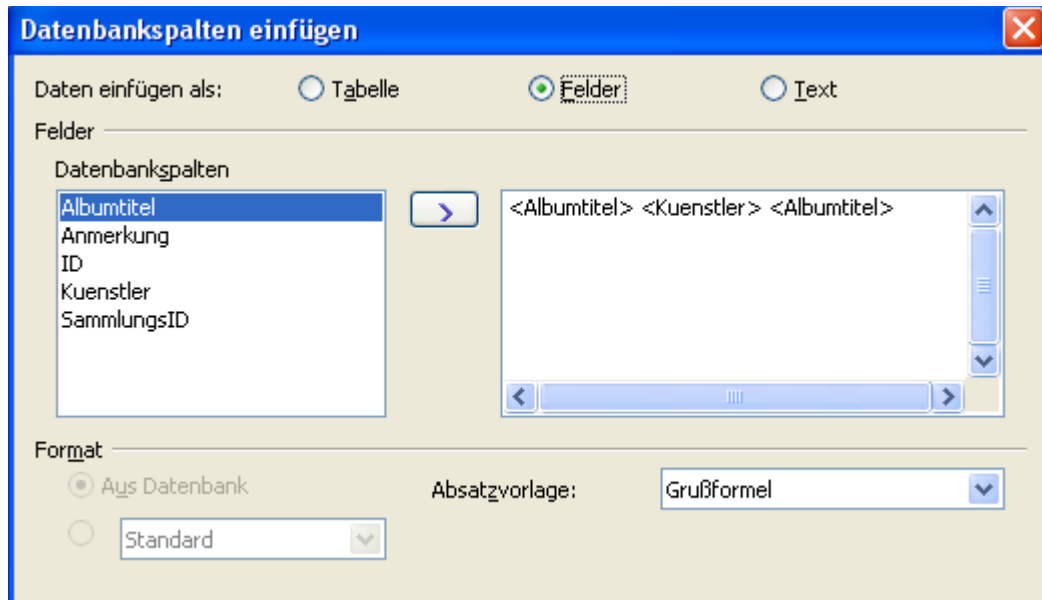 Datenbankspalten einfügen
Daten einfügen als: Tabelle Felder Text
Felder
Datenbankspalten
Albumtitel
Anmerkung
ID
Kuenstler
SammlungsID
<Albumtitel> <Kuenstler> <Albumtitel>
Format
Aus Datenbank
Standard
Absatzvorlage: Grußformel